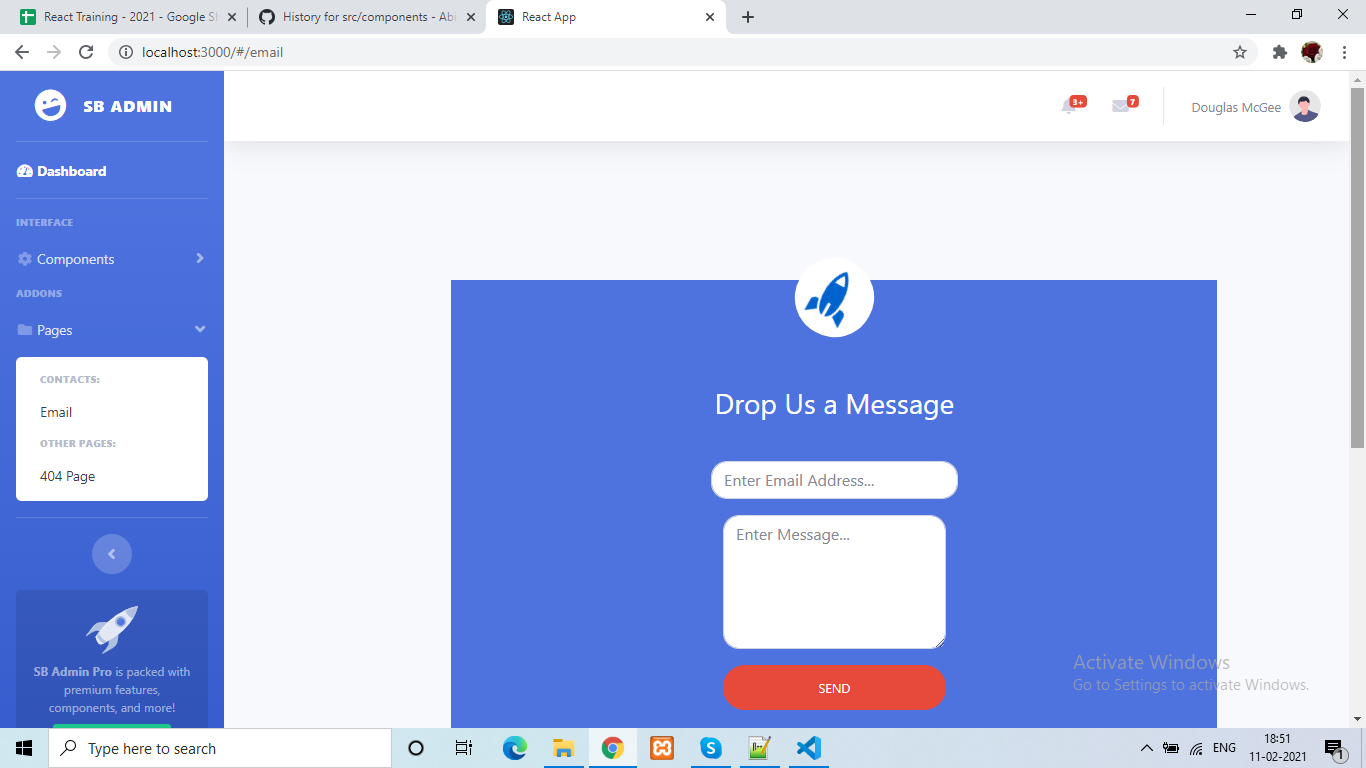 React Training - 2021 - Google Sh
History for src/components - Abi
React App
localhost:3000/#/email
SB ADMIN
3+
7
Douglas McGee
Dashboard
INTERFACE
Components
ADDONS
Pages
CONTACTS:
Email
OTHER PAGES:
404 Page
SB Admin Pro is packed with
premium features,
components, and more!
Drop Us a Message
Enter Email Address...
Enter Message...
SEND
Activate Windows
Go to Settings to activate Windows.
Type here to search
ENG
18:51
11-02-2021
1